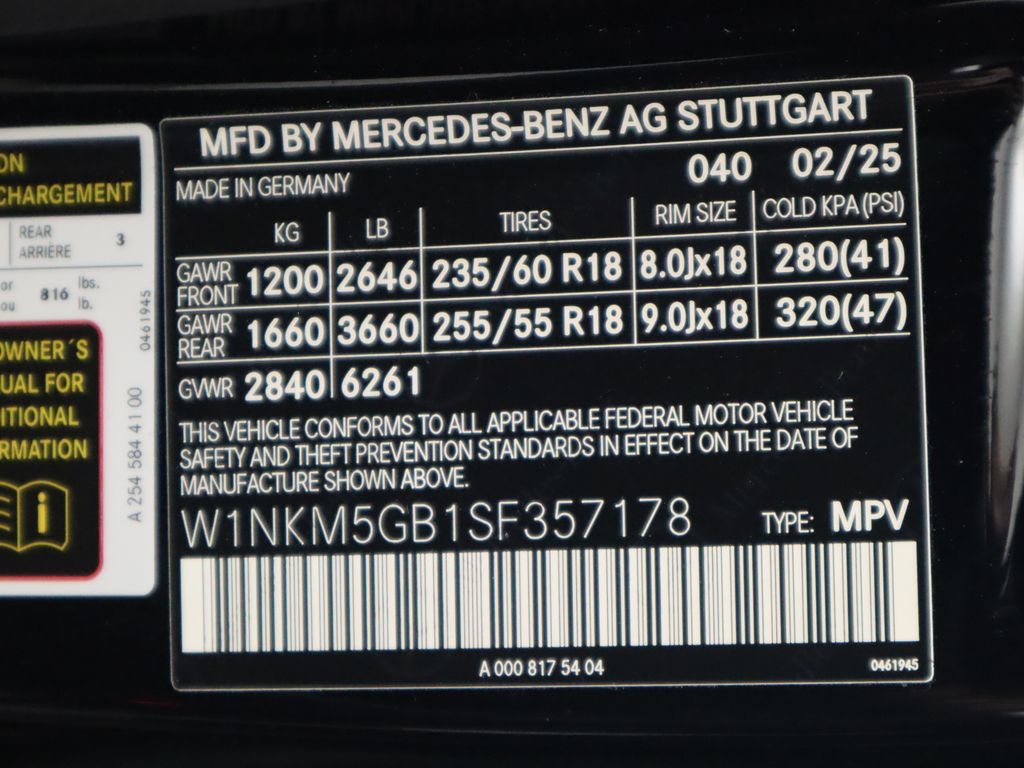 MFD BY MERCEDES-BENZ AG STUTTGART
MADE IN GERMANY 040 02/25
KG LB TIRES RIM SIZE COLD KPA (PSI)
GAWR FRONT 1200 2646 235/60 R18 8.0Jx18 280(41)
GAWR REAR 1660 3660 255/55 R18 9.0Jx18 320(47)
GVWR 2840 6261
THIS VEHICLE CONFORMS TO ALL APPLICABLE FEDERAL MOTOR VEHICLE
SAFETY AND THEFT PREVENTION STANDARDS IN EFFECT ON THE DATE OF
MANUFACTURE SHOWN ABOVE.
W1NKM5GB1SF357178 TYPE: MPV
A 000 817 54 04 0461945
ON
CHARGEMENT
REAR 3
ARRIÈRE
or 816 lbs.
ou lb.
OWNER´S
UAL FOR
ITIONAL
RMATION
0461945
A 254 584 41 00